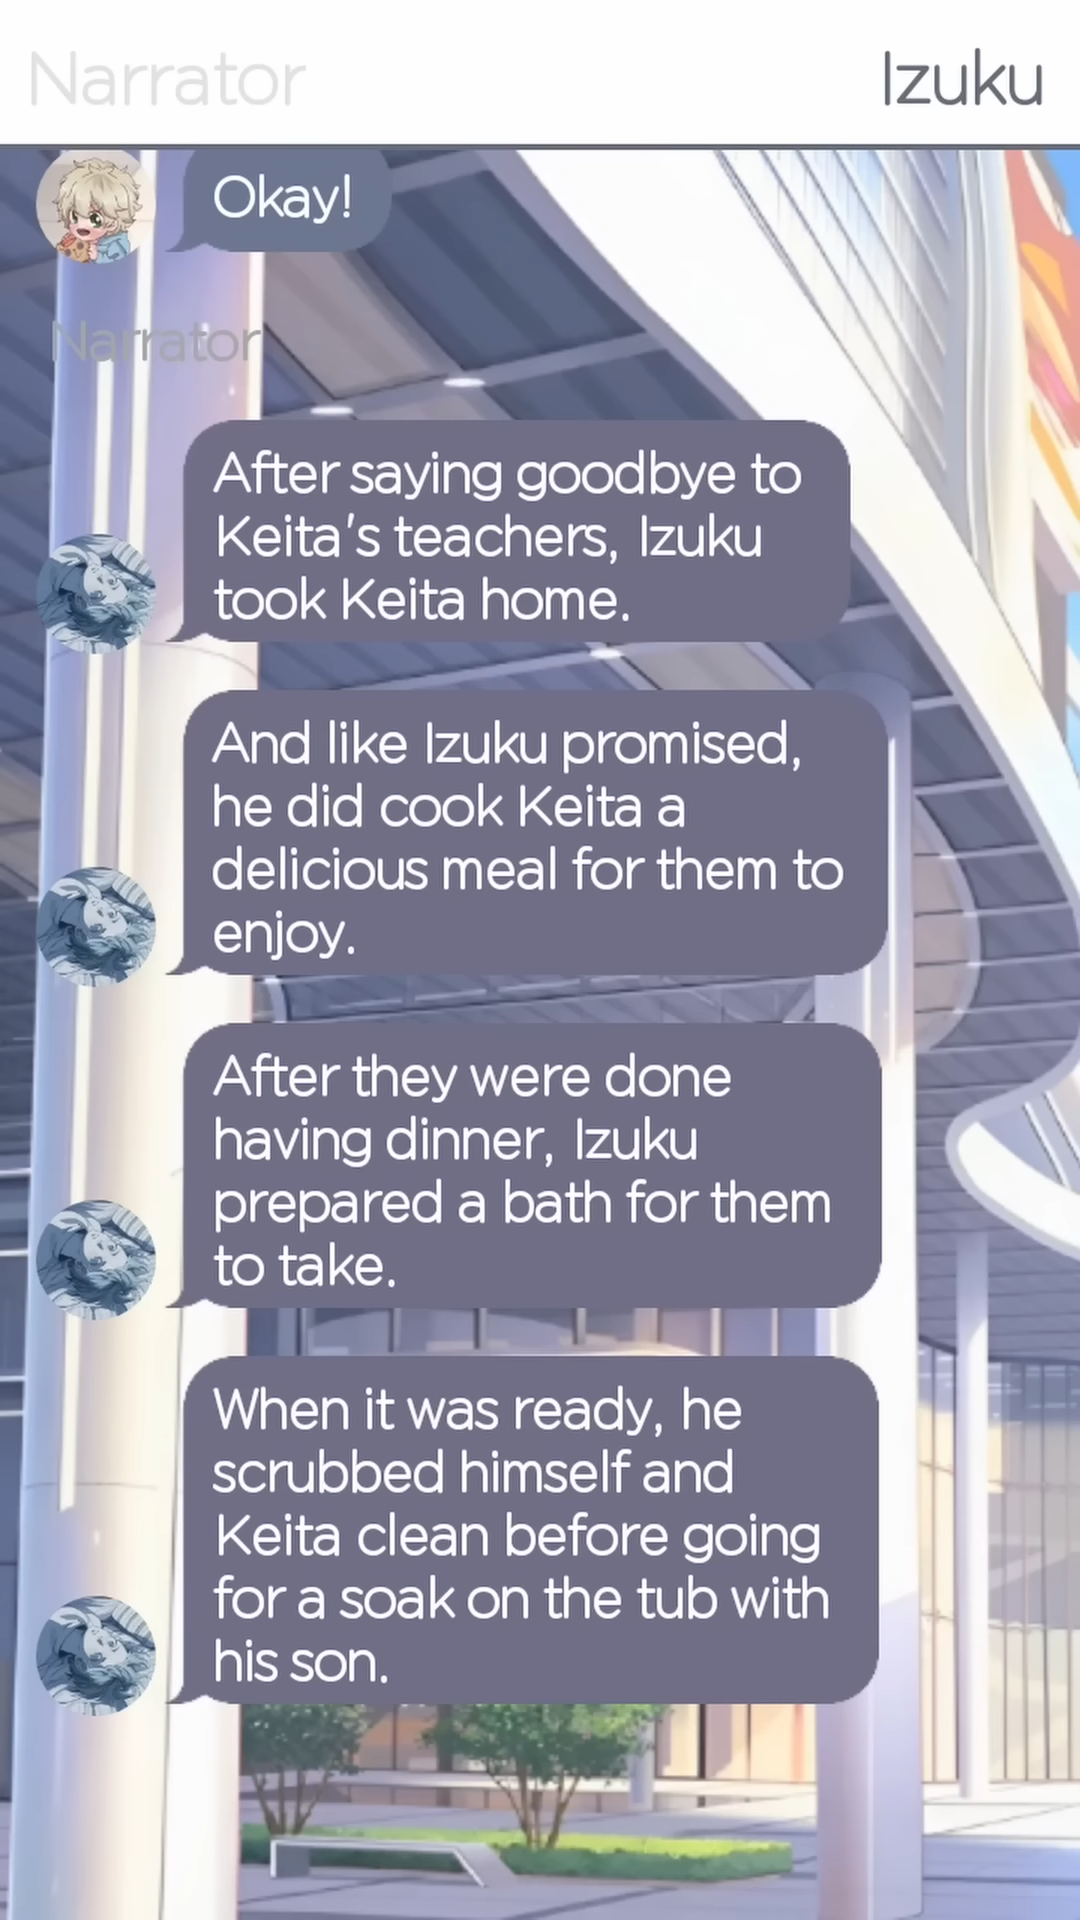 Narrator
Izuku
Okay!
Narrator
After saying goodbye to
Keita's teachers, Izuku
took Keita home.
And like Izuku promised,
he did cook Keita a
delicious meal for them to
enjoy.
After they were done
having dinner, Izuku
prepared a bath for them
to take.
When it was ready, he
scrubbed himself and
Keita clean before going
for a soak on the tub with
his son.